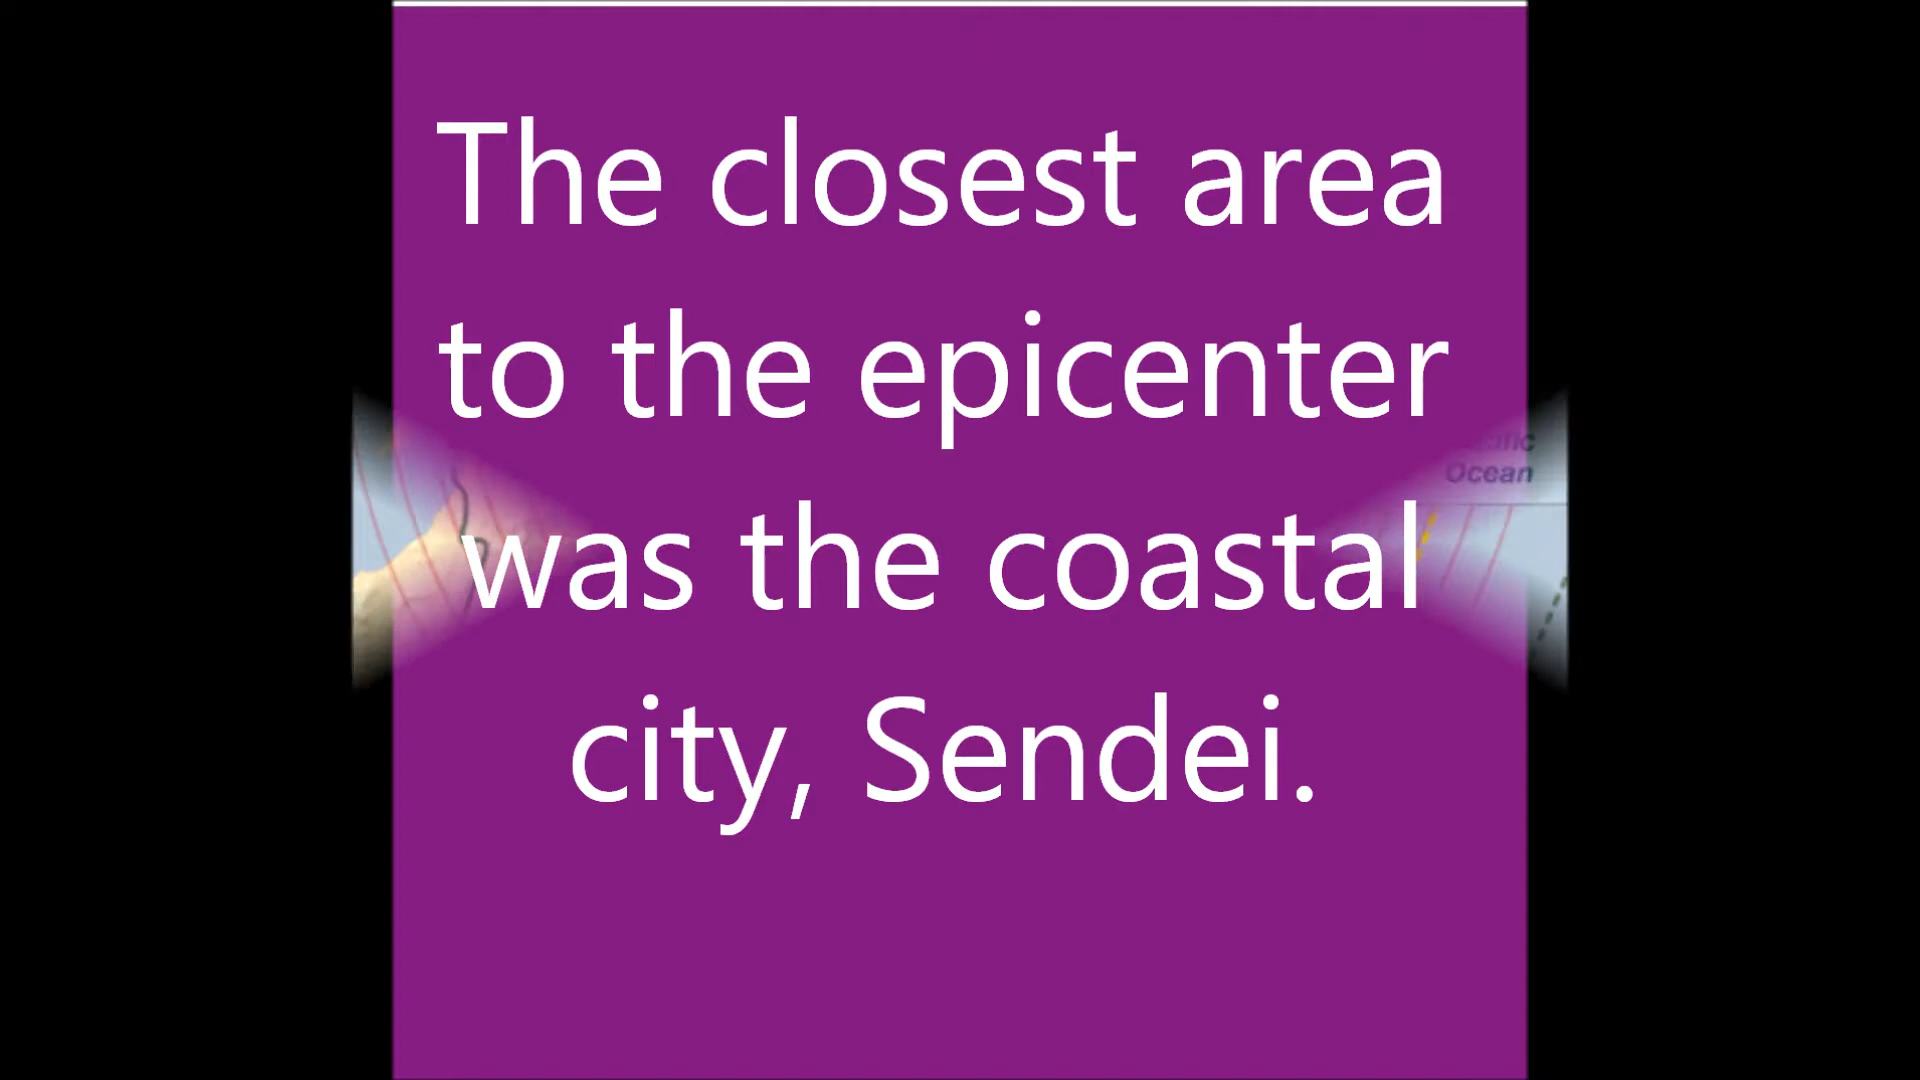 The closest area
to the epicenter
was the coastal
city, Sendei.
Ocean